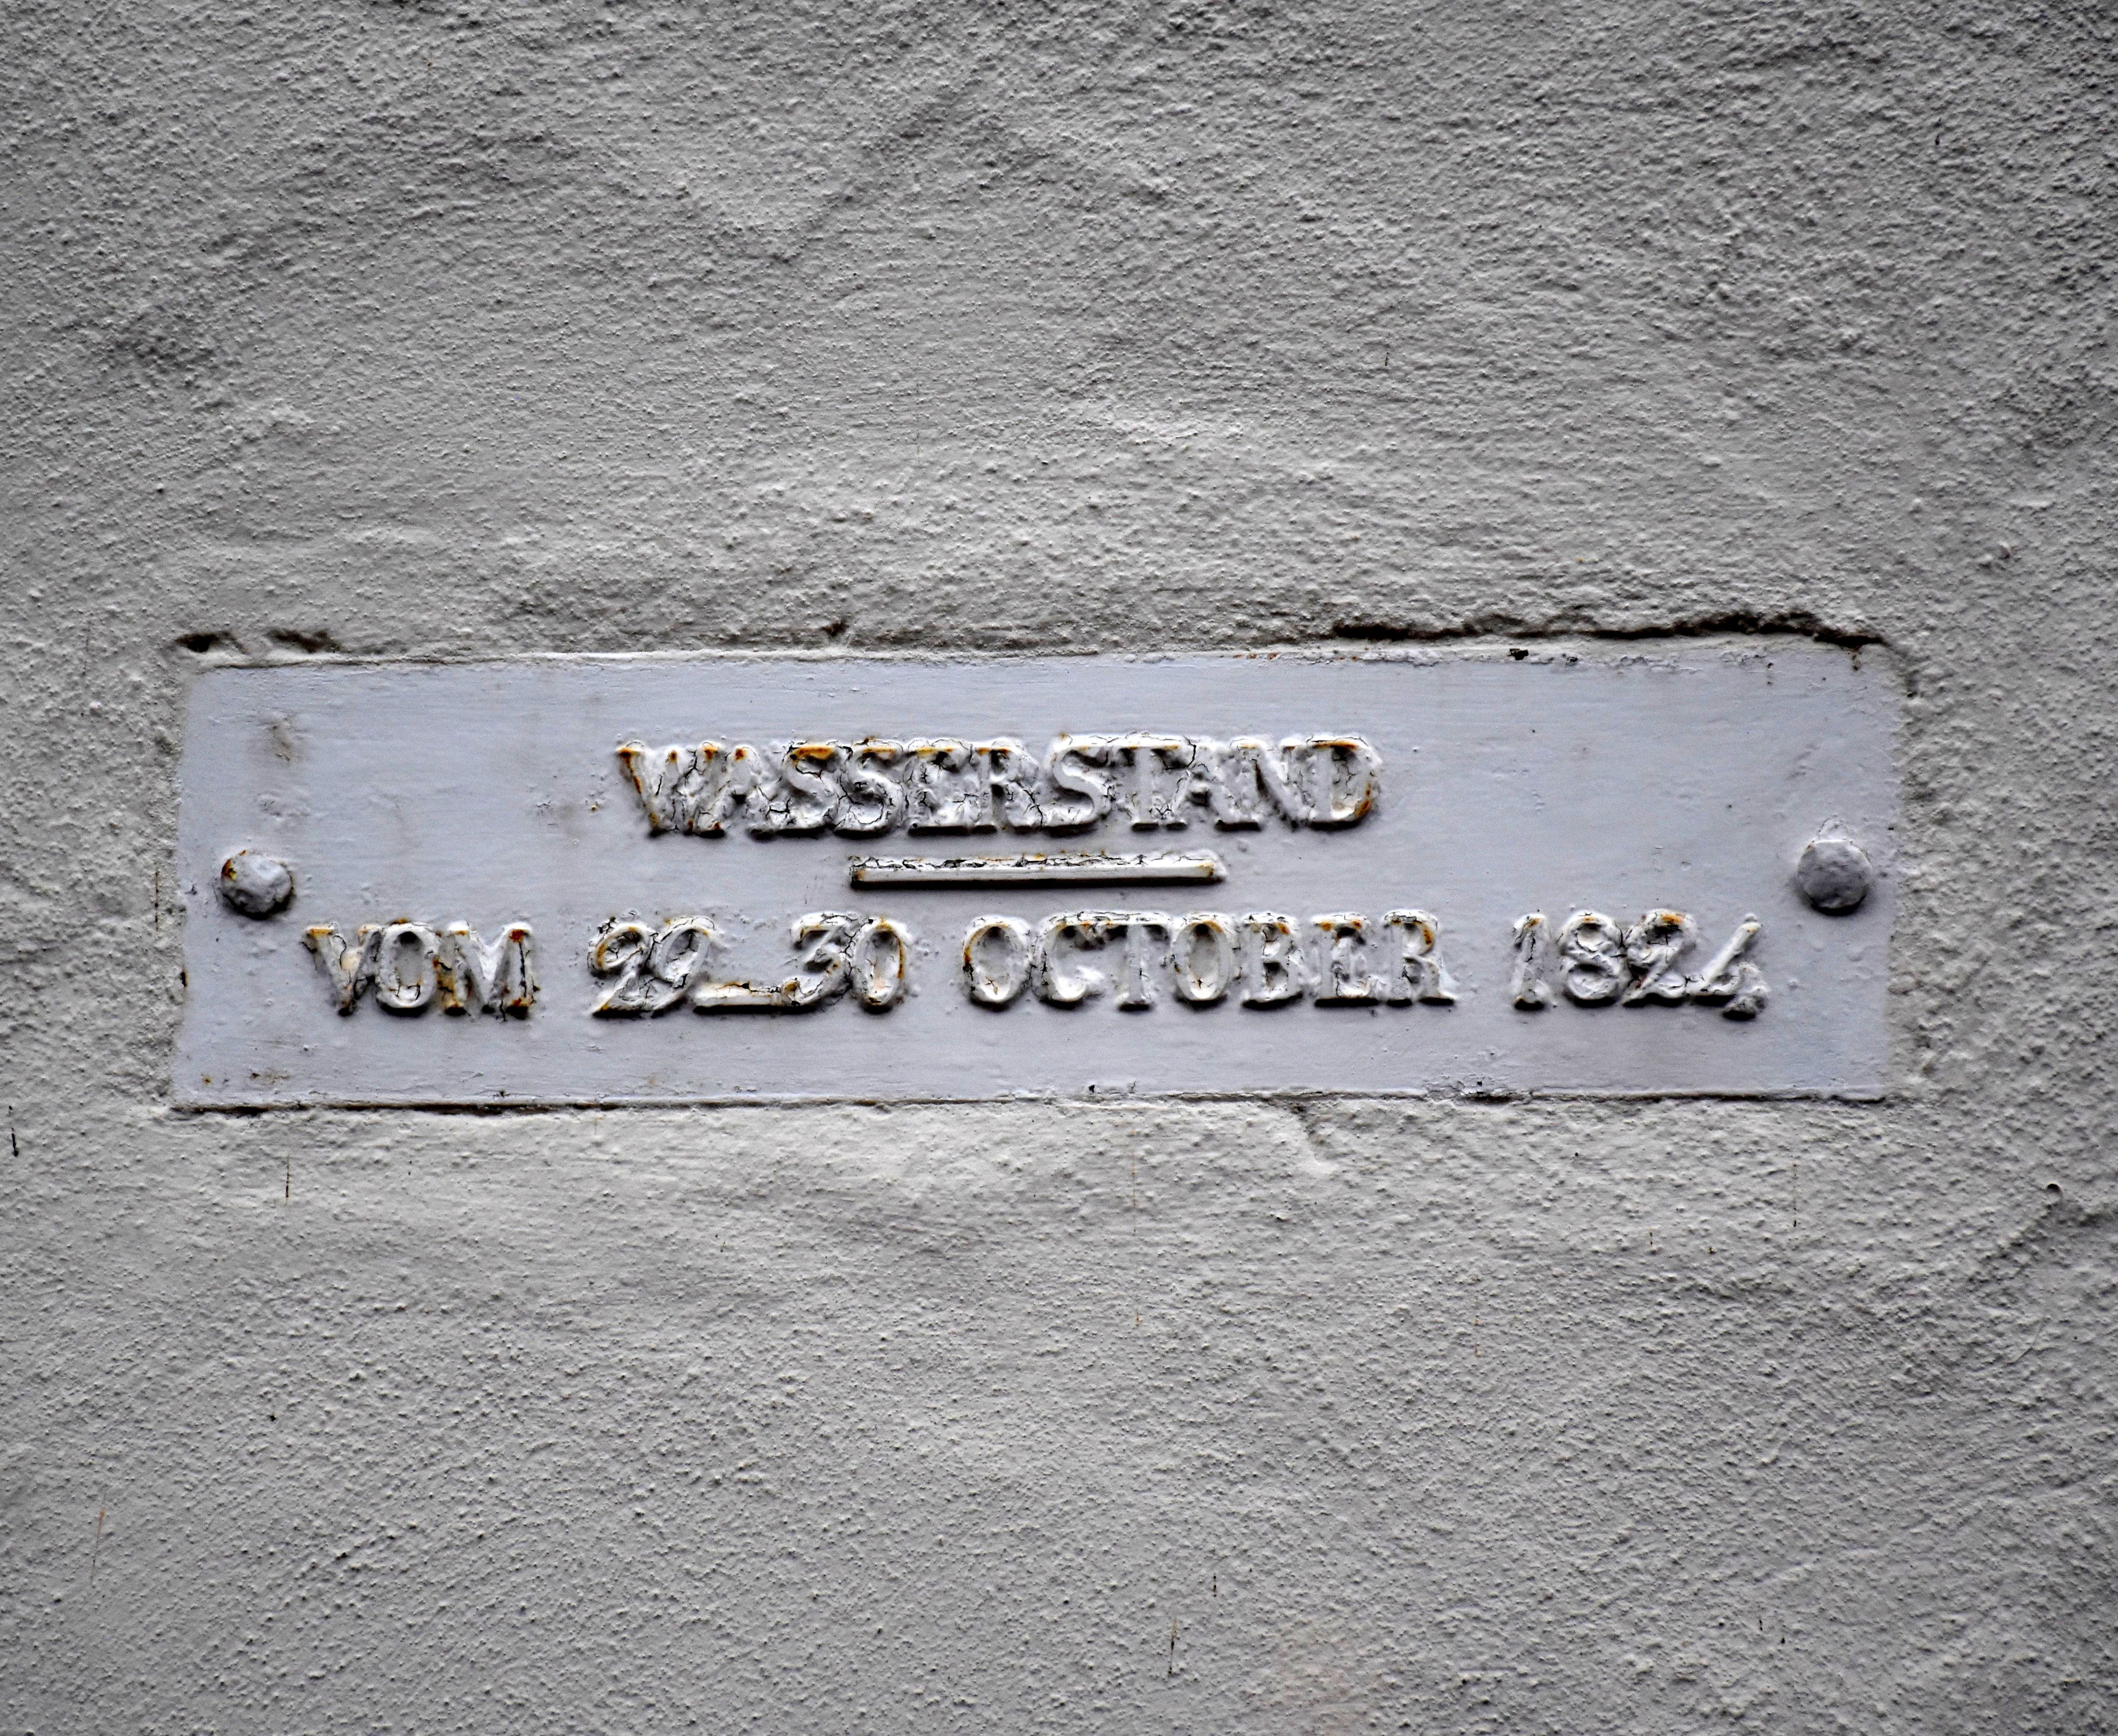 WASSERSTAND
VOM 29_30 OCTOBER 1824